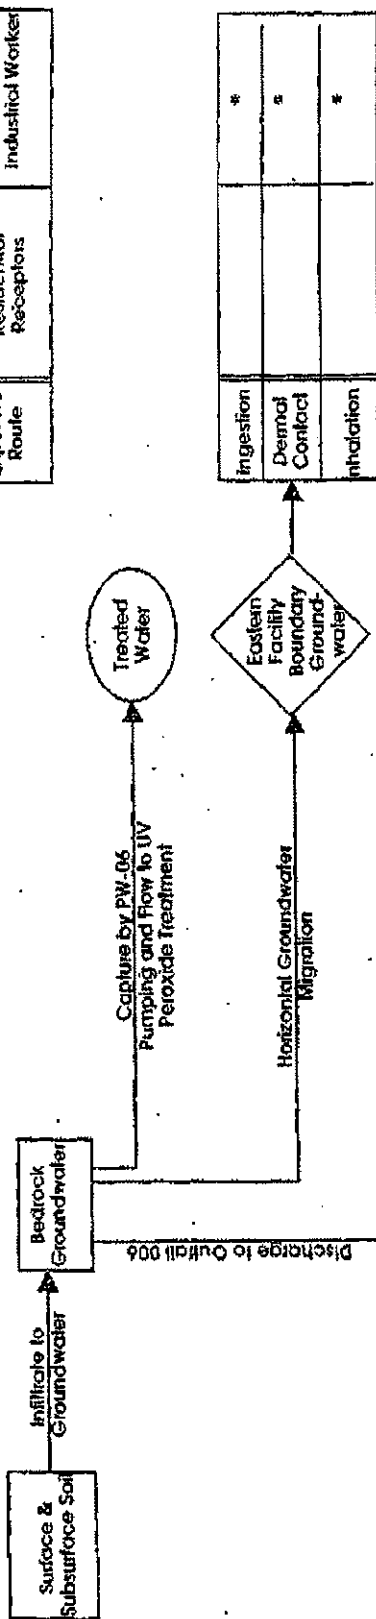 Surface &
Subsurface Soil
Infiltrate to
Groundwater
Bedrock
Groundwater
Discharge to Outfall 006
Capture by PW-06
Pumping and Flow to UV
Peroxide Treatment
Treated
Water
Horizontal Groundwater
Migration
Eastern
Facility
Boundary
Ground-
water
Route
Receptors
Industrial Worker
Ingestion
*
Dermal
Contact
*
nhalation
*